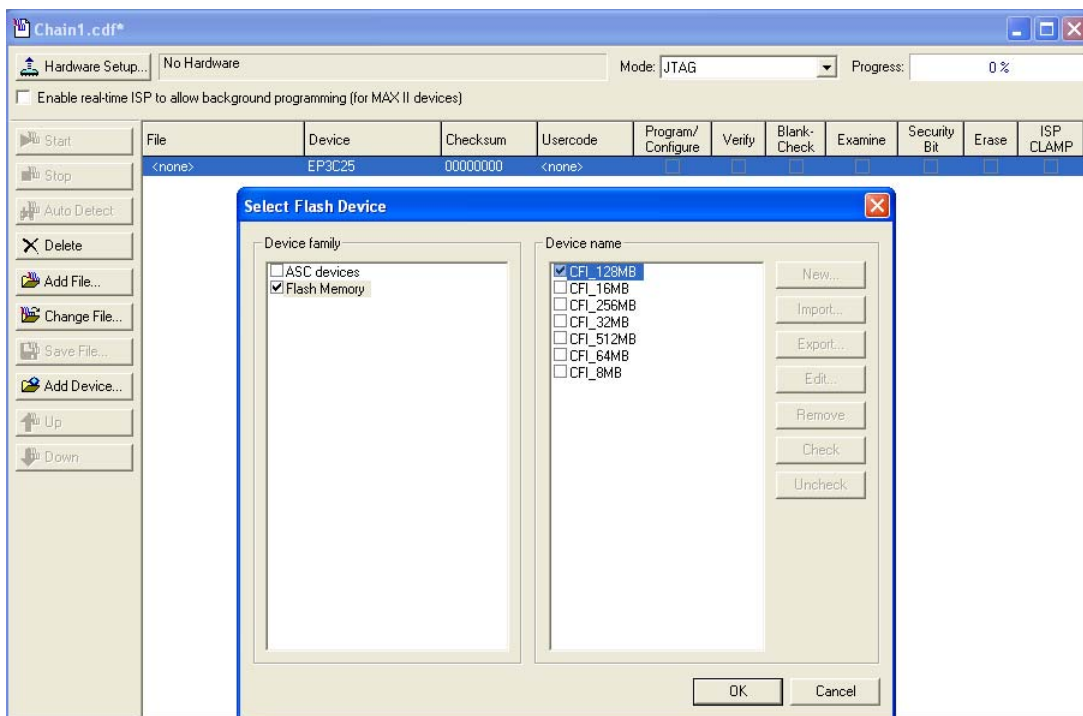 Chain1.cdf*
Hardware Setup... No Hardware Mode: JTAG Progress: 0 %
Enable real-time ISP to allow background programming (for MAX II devices)
Start
Stop
Auto Detect
Delete
Add File...
Change File...
Save File...
Add Device...
Up
Down
File Device Checksum Usercode Program/Configure Verify Blank-Check Examine Security Bit Erase ISP CLAMP
<none> EP3C25 00000000 <none>
Select Flash Device
Device family
ASC devices
Flash Memory
Device name
CFI_128MB
CFI_16MB
CFI_256MB
CFI_32MB
CFI_512MB
CFI_64MB
CFI_8MB
New...
Import...
Export...
Edit...
Remove
Check
Uncheck
OK Cancel